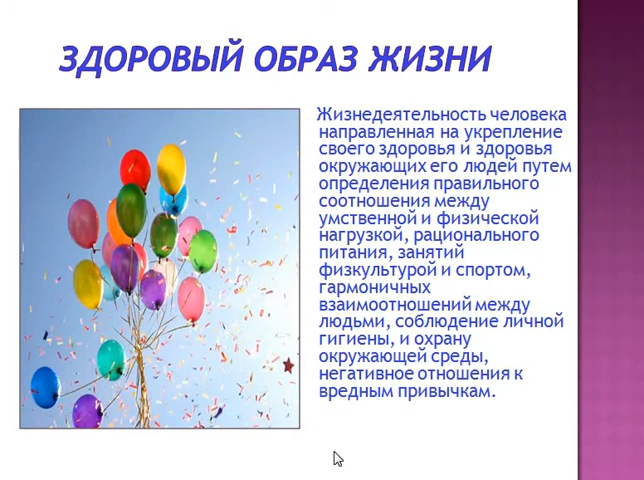 ЗДОРОВЫЙ ОБРАЗ ЖИЗНИ
Жизнедеятельность человека
направленная на укрепление
своего здоровья и здоровья
окружающих его людей путем
определения правильного
соотношения между
умственной и физической
нагрузкой, рационального
питания, занятий
физкультурой и спортом,
гармоничных
взаимоотношений между
людьми, соблюдение личной
гигиены, и охрану
окружающей среды,
негативное отношения к
вредным привычкам.